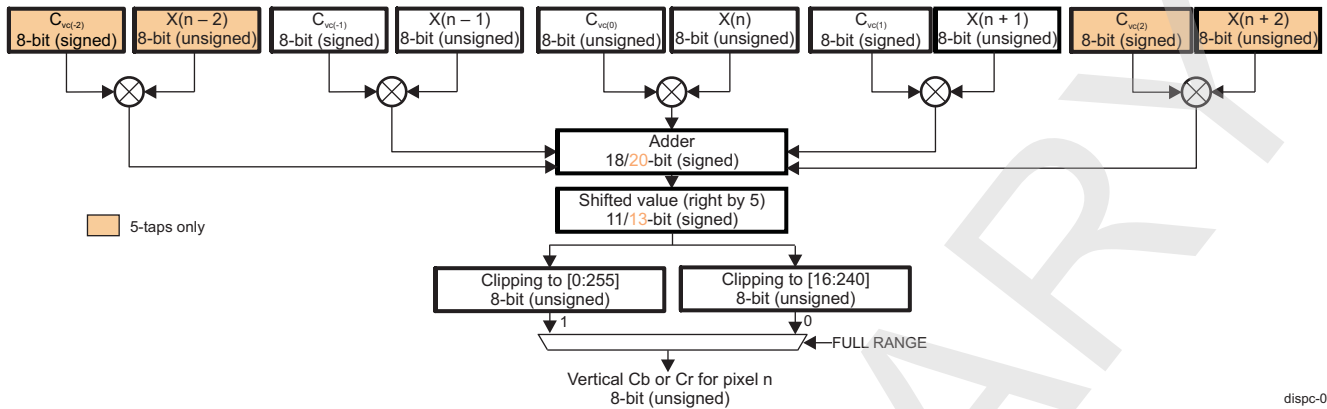 Cvc(-2)
8-bit (signed)
X(n – 2)
8-bit (unsigned)
Cvc(-1)
8-bit (signed)
X(n – 1)
8-bit (unsigned)
Cvc(0)
8-bit (unsigned)
X(n)
8-bit (unsigned)
Cvc(1)
8-bit (signed)
X(n + 1)
8-bit (unsigned)
Cvc(2)
8-bit (signed)
X(n + 2)
8-bit (unsigned)
Adder
18/20-bit (signed)
Shifted value (right by 5)
11/13-bit (signed)
5-taps only
Clipping to [0:255]
8-bit (unsigned)
Clipping to [16:240]
8-bit (unsigned)
1
0
FULL RANGE
Vertical Cb or Cr for pixel n
8-bit (unsigned)
dispc-0